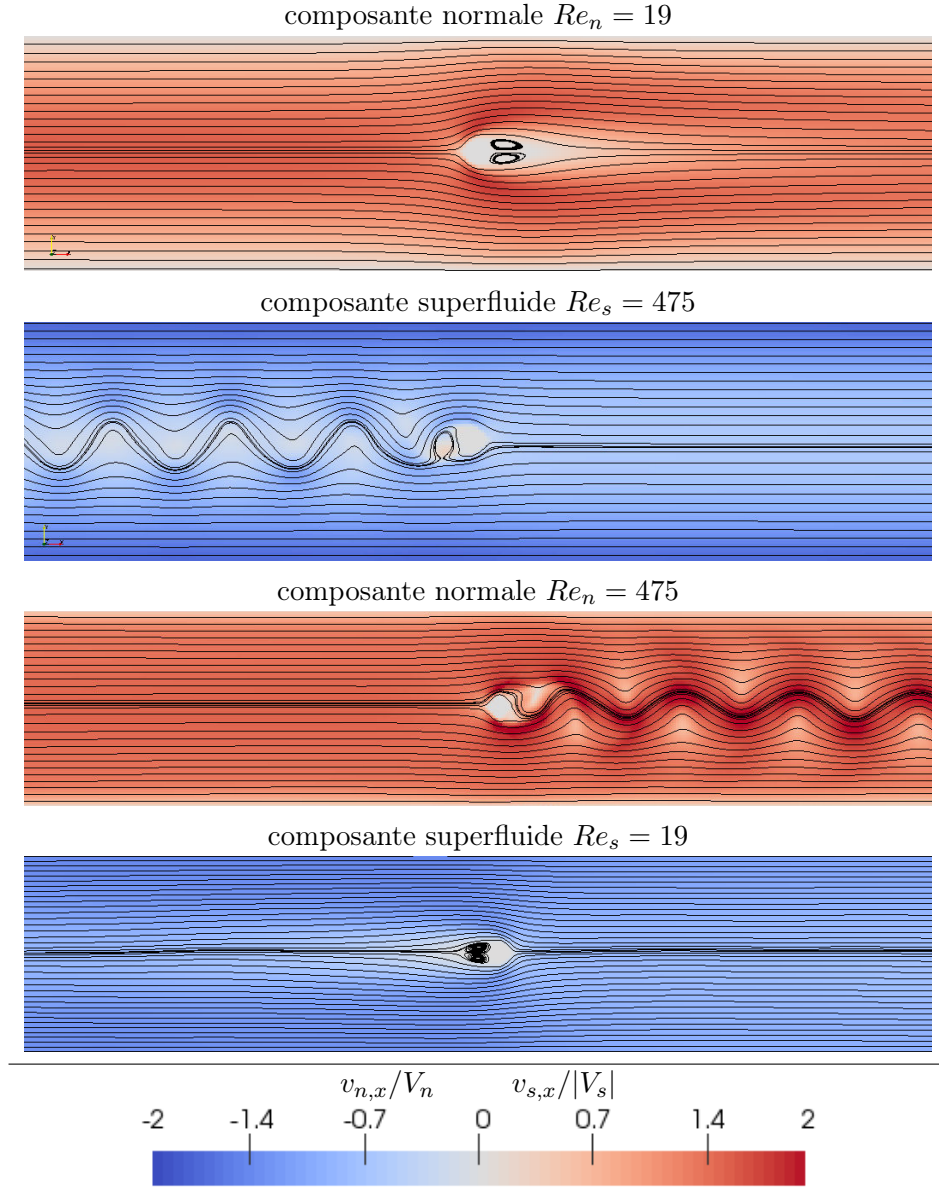 composante normale $Re_n = 19$
composante superfluide $Re_s = 475$
composante normale $Re_n = 475$
composante superfluide $Re_s = 19$
$v_{n,x}/V_n$ $v_{s,x}/|V_s|$
-2 -1.4 -0.7 0 0.7 1.4 2